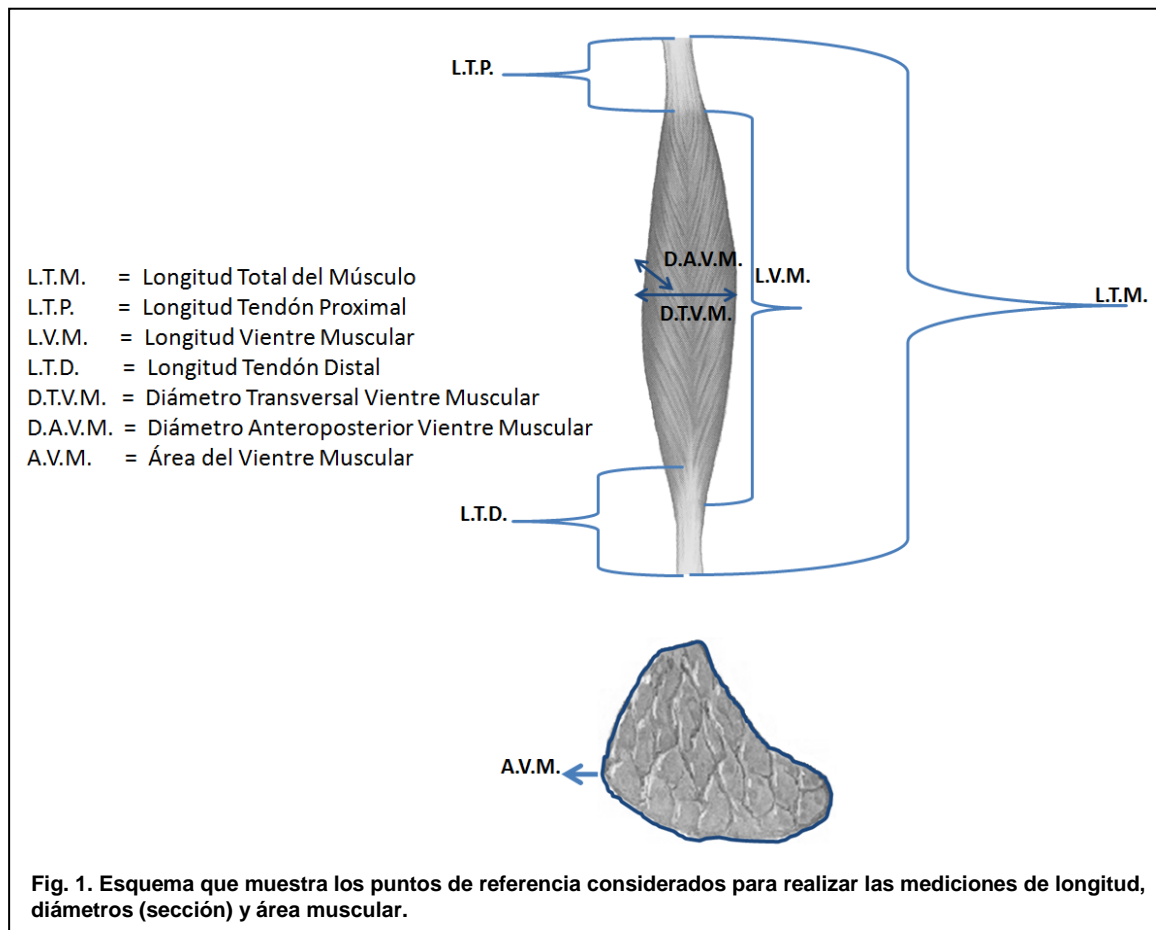 L.T.P.
D.A.V.M.
L.V.M.
D.T.V.M.
L.T.M.
L.T.M. = Longitud Total del Músculo
L.T.P. = Longitud Tendón Proximal
L.V.M. = Longitud Vientre Muscular
L.T.D. = Longitud Tendón Distal
D.T.V.M. = Diámetro Transversal Vientre Muscular
D.A.V.M. = Diámetro Anteroposterior Vientre Muscular
A.V.M. = Área del Vientre Muscular
L.T.D.
A.V.M.
Fig. 1. Esquema que muestra los puntos de referencia considerados para realizar las mediciones de longitud,
diámetros (sección) y área muscular.